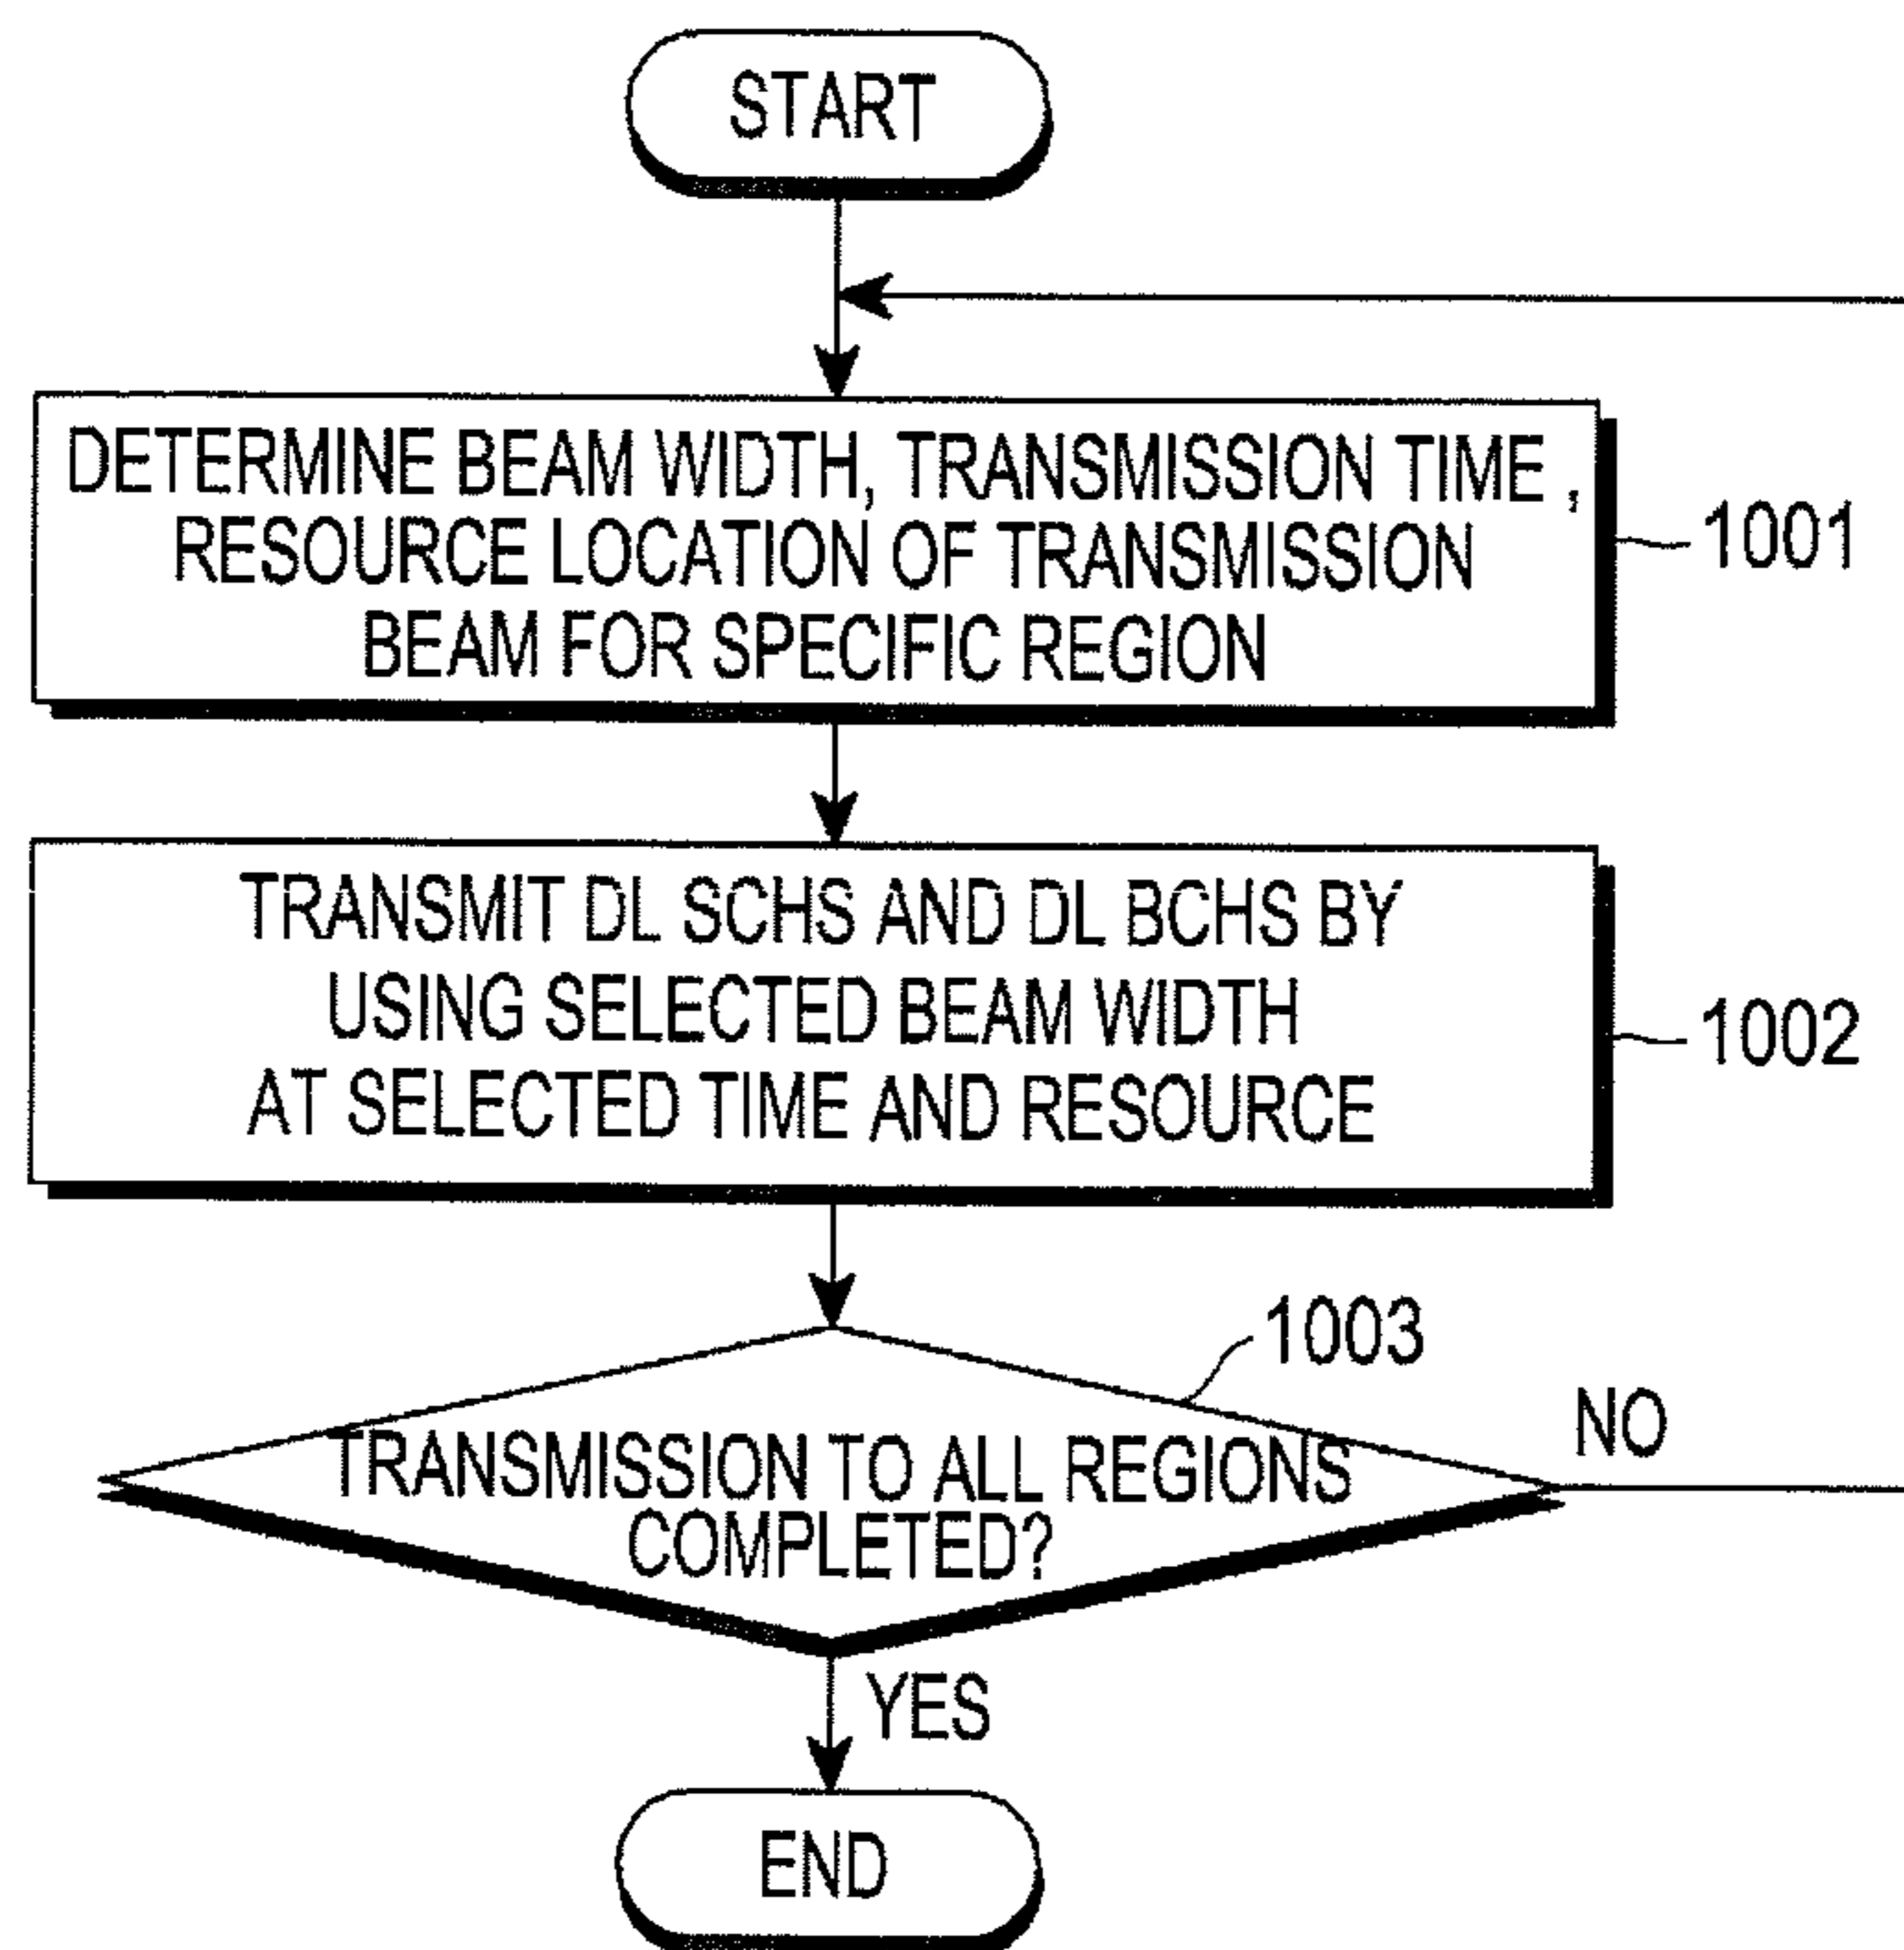 START
DETERMINE BEAM WIDTH, TRANSMISSION TIME ,
RESOURCE LOCATION OF TRANSMISSION
BEAM FOR SPECIFIC REGION
1001
TRANSMIT DL SCHS AND DL BCHS BY
USING SELECTED BEAM WIDTH
AT SELECTED TIME AND RESOURCE
1002
1003
TRANSMISSION TO ALL REGIONS
COMPLETED?
NO
YES
END